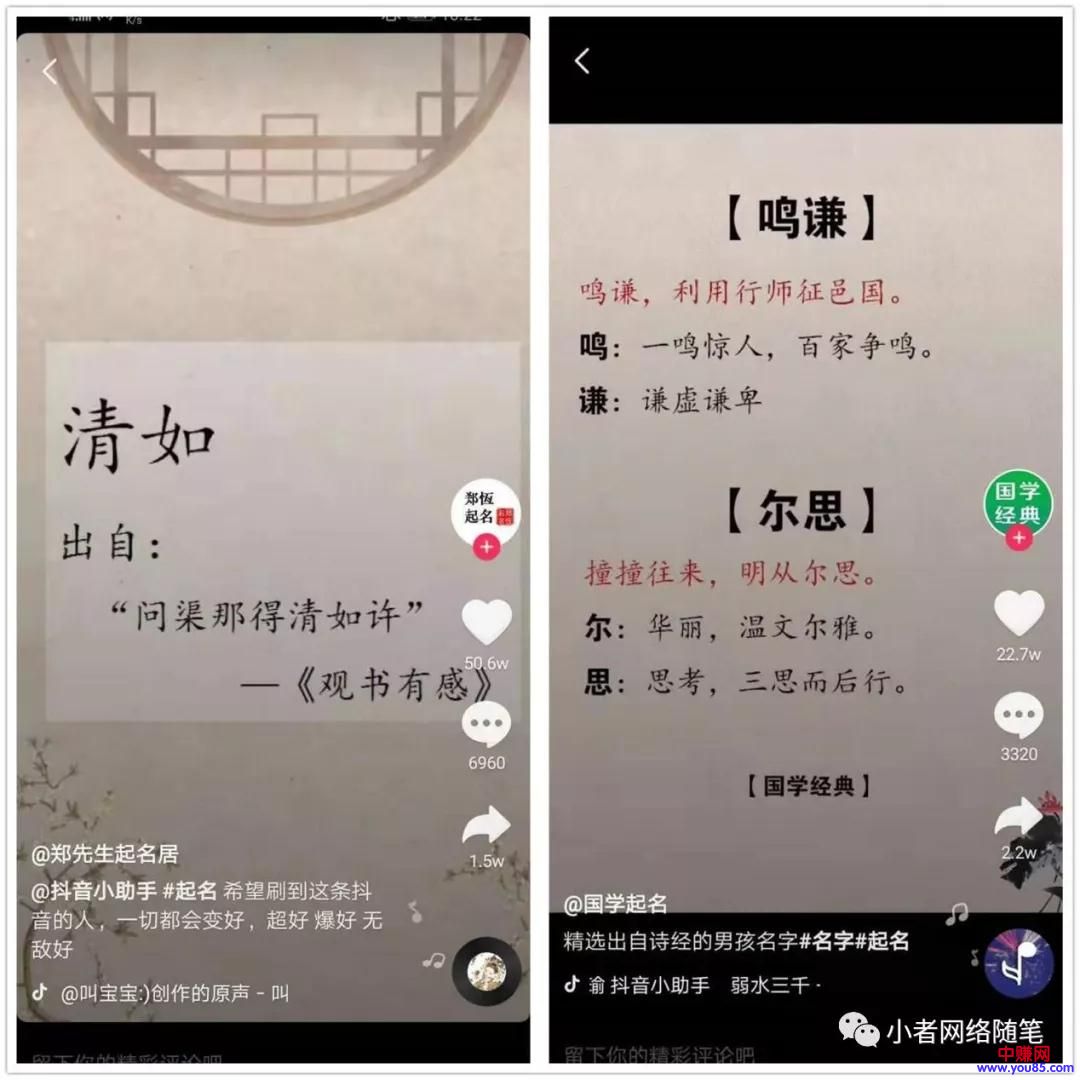 K/s
清如
出自：
“问渠那得清如许”
—《观书有感》
郑恆
起名
50.6w
6960
1.5w
@郑先生起名居
@抖音小助手 #起名 希望刷到这条抖
音的人，一切都会变好，超好 爆好 无
敌好
@叫宝宝:)创作的原声 - 叫
留下你的精彩评论吧
【鸣谦】
鸣谦，利用行师征邑国。
鸣：一鸣惊人，百家争鸣。
谦：谦虚谦卑
【尔思】
撞撞往来，明从尔思。
尔：华丽，温文尔雅。
思：思考，三思而后行。
【国学经典】
国学
经典
22.7w
3320
2.2w
@国学起名
精选出自诗经的男孩名字#名字#起名
渝 抖音小助手 弱水三千 ·
留下你的精彩评论吧
小者网络随笔
中赚网
www.you85.com